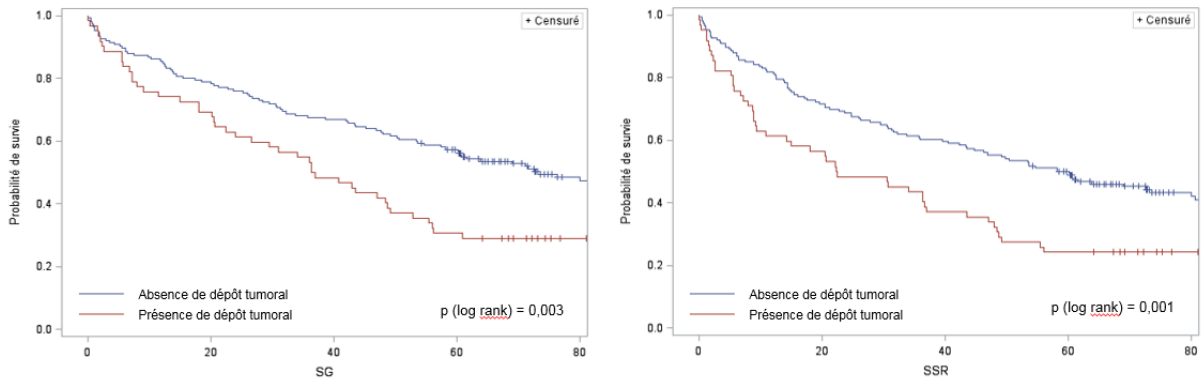 + Censuré
Probabilité de survie
1.0
0.8
0.6
0.4
0.2
0.0
Absence de dépôt tumoral
Présence de dépôt tumoral
p (log rank) = 0,003
0
20
40
60
80
SG
+ Censuré
Probabilité de survie
1.0
0.8
0.6
0.4
0.2
0.0
Absence de dépôt tumoral
Présence de dépôt tumoral
p (log rank) = 0,001
0
20
40
60
80
SSR